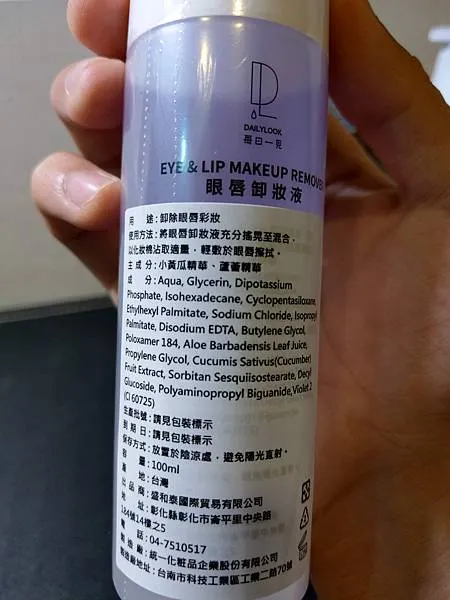 DAILYLOOK
每日一見
EYE & LIP MAKEUP REMOVER
眼唇卸妝液
用　　途：卸除眼唇彩妝
使用方法：將眼唇卸妝液充分搖晃至混合，
以化妝棉沾取適量，輕敷於眼唇擦拭。
主 成 分：小黃瓜精華、蘆薈精華
成　　分：Aqua, Glycerin, Dipotassium
Phosphate, Isohexadecane, Cyclopentasiloxane,
Ethylhexyl Palmitate, Sodium Chloride, Isopropyl
Palmitate, Disodium EDTA, Butylene Glycol,
Poloxamer 184, Aloe Barbadensis Leaf Juice,
Propylene Glycol, Cucumis Sativus(Cucumber)
Fruit Extract, Sorbitan Sesquiisostearate, Decyl
Glucoside, Polyaminopropyl Biguanide,Violet 2
(CI 60725)
生產批號：請見包裝標示
到 期 日：請見包裝標示
保存方式：放置於陰涼處，避免陽光直射。
容　　量：100ml
產　　地：台灣
出 品 商：盛和泰國際貿易有限公司
地　　址：彰化縣彰化市崙平里中央路
184號14樓之5
電　　話：04-7510517
製造廠：統一化粧品企業股份有限公司
製造廠地址：台南市科技工業區工業二路70號